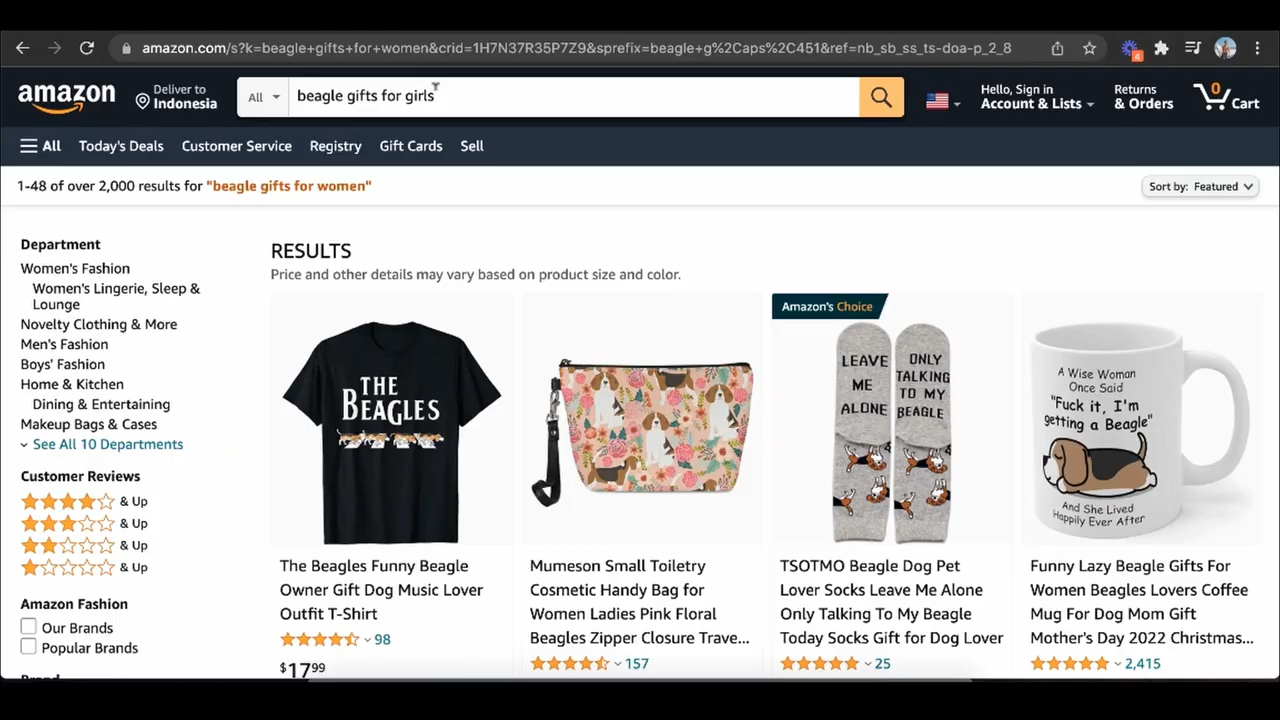 amazon.com/s?k=beagle+gifts+for+women&crid=1H7N37R35P7Z9&sprefix=beagle+g%2Caps%2C451&ref=nb_sb_ss_ts-doa-p_2_8
4
amazon
Deliver to
Indonesia
All
beagle gifts for girls
Hello, Sign in
Account & Lists
Returns
& Orders
0
Cart
All
Today's Deals
Customer Service
Registry
Gift Cards
Sell
1-48 of over 2,000 results for "beagle gifts for women"
Sort by: Featured
Department
Women's Fashion
Women's Lingerie, Sleep &
Lounge
Novelty Clothing & More
Men's Fashion
Boys' Fashion
Home & Kitchen
Dining & Entertaining
Makeup Bags & Cases
See All 10 Departments
Customer Reviews
& Up
& Up
& Up
& Up
Amazon Fashion
Our Brands
Popular Brands
Brand
RESULTS
Price and other details may vary based on product size and color.
THE
BEAGLES
The Beagles Funny Beagle
Owner Gift Dog Music Lover
Outfit T-Shirt
98
$17.99
Mumeson Small Toiletry
Cosmetic Handy Bag for
Women Ladies Pink Floral
Beagles Zipper Closure Trave...
157
Amazon's Choice
LEAVE
ME
ALONE
ONLY
TALKING
TO MY
BEAGLE
TSOTMO Beagle Dog Pet
Lover Socks Leave Me Alone
Only Talking To My Beagle
Today Socks Gift for Dog Lover
25
A Wise Woman
Once Said
"Fuck it, I'm
getting a Beagle"
And She Lived
Happily Ever After
Funny Lazy Beagle Gifts For
Women Beagles Lovers Coffee
Mug For Dog Mom Gift
Mother's Day 2022 Christmas...
2,415